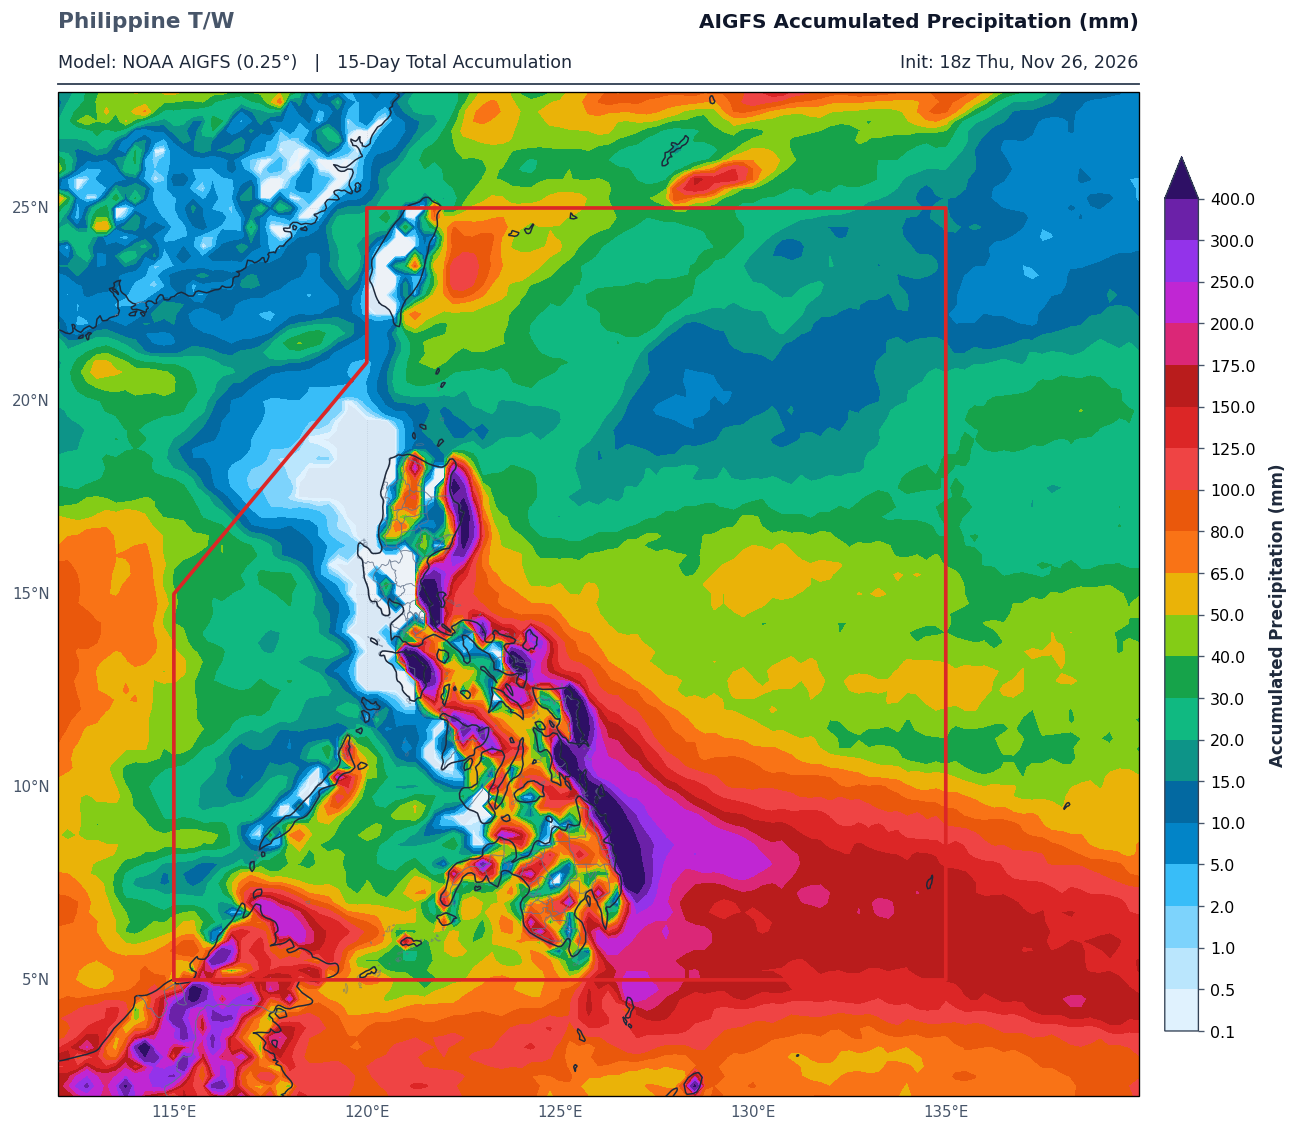 Philippine T/W
AIGFS Accumulated Precipitation (mm)
Model: NOAA AIGFS (0.25°)   |   15-Day Total Accumulation
Init: 18z Thu, Nov 26, 2026
25°N
20°N
15°N
10°N
5°N
115°E
120°E
125°E
130°E
135°E
400.0
300.0
250.0
200.0
175.0
150.0
125.0
100.0
80.0
65.0
50.0
40.0
30.0
20.0
15.0
10.0
5.0
2.0
1.0
0.5
0.1
Accumulated Precipitation (mm)